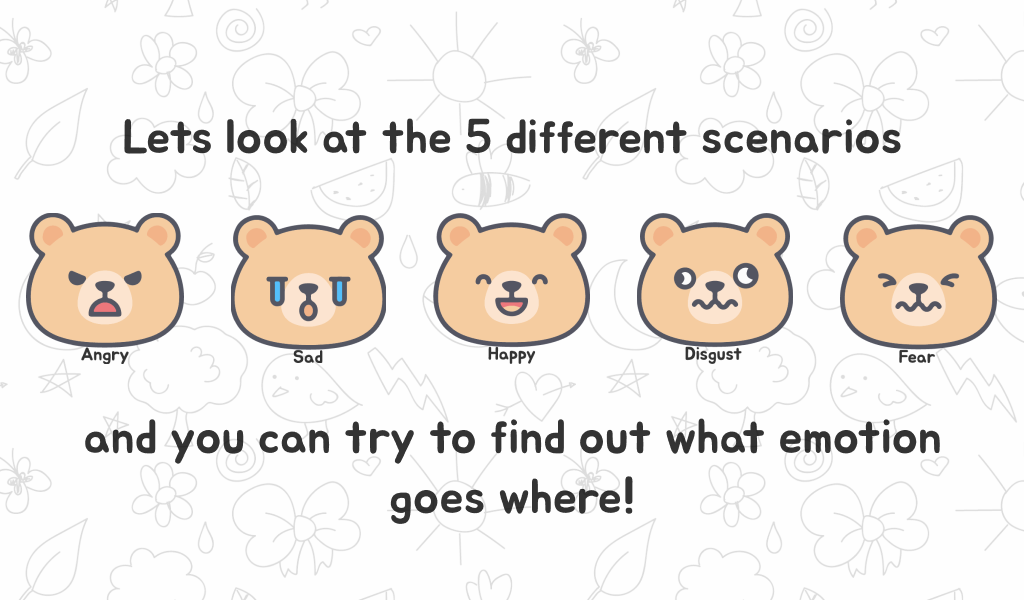 Lets look at the 5 different scenarios
Angry
Sad
Happy
Disgust
Fear
and you can try to find out what emotion
goes where!